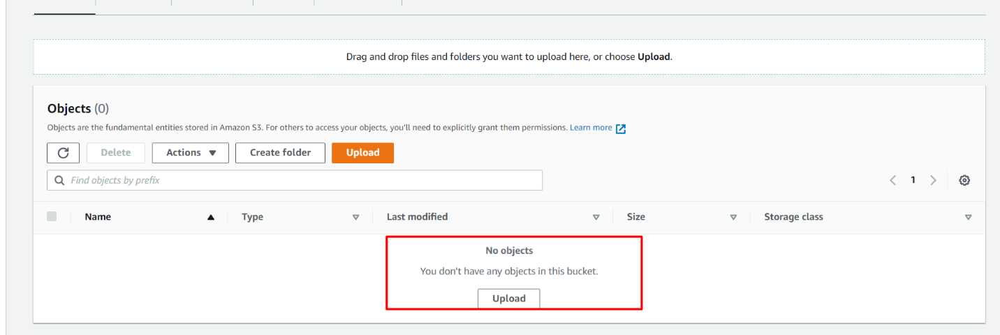 Drag and drop files and folders you want to upload here, or choose Upload.
Objects (0)
Objects are the fundamental entities stored in Amazon S3. For others to access your objects, you'll need to explicitly grant them permissions. Learn more
Delete Actions Create folder Upload
Find objects by prefix 1
Name Type Last modified Size Storage class
No objects
You don't have any objects in this bucket.
Upload